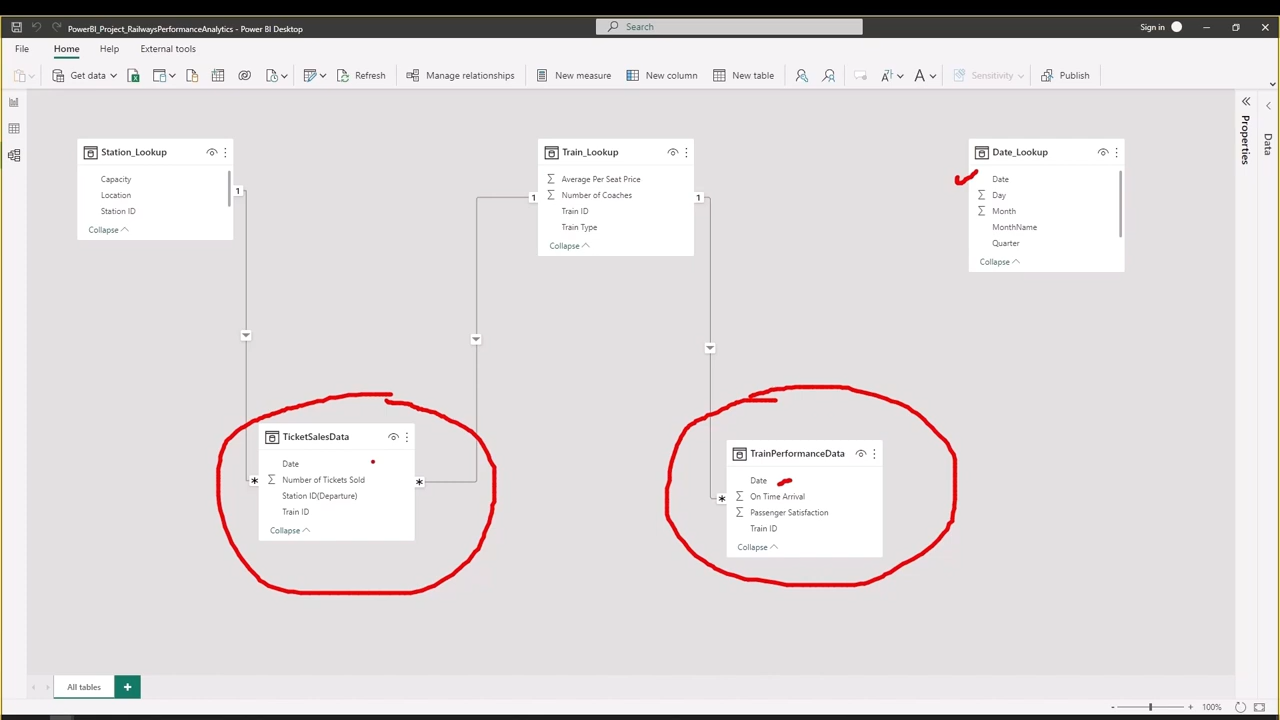 PowerBI_Project_RailwaysPerformanceAnalytics - Power BI Desktop
Search
Sign in
File Home Help External tools
Get data Refresh Manage relationships New measure New column New table Sensitivity Publish
Station_Lookup
Capacity
Location
Station ID
Collapse
1
Train_Lookup
Average Per Seat Price
Number of Coaches
Train ID
Train Type
Collapse
1
1
Date_Lookup
Date
Day
Month
MonthName
Quarter
Collapse
Properties
Data
TicketSalesData
Date
Number of Tickets Sold
Station ID(Departure)
Train ID
Collapse
*
*
TrainPerformanceData
Date
On Time Arrival
Passenger Satisfaction
Train ID
Collapse
*
All tables
+
- + 100%